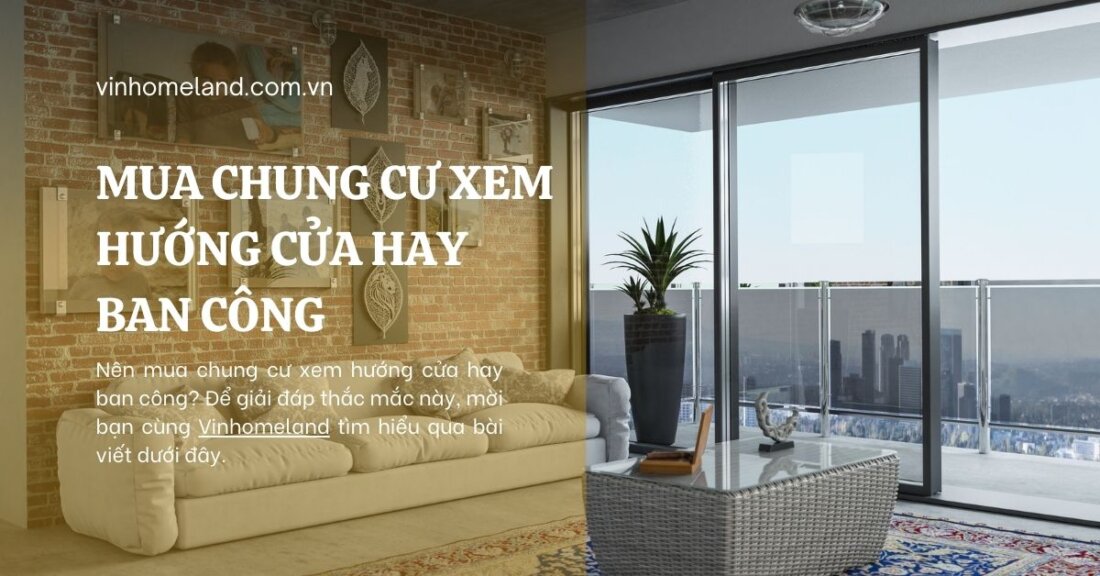 vinhomeland.com.vn
MUA CHUNG CƯ XEM
HƯỚNG CỬA HAY
BAN CÔNG
Nên mua chung cư xem hướng cửa hay
ban công? Để giải đáp thắc mắc này, mời
bạn cùng Vinhomeland tìm hiểu qua bài
viết dưới đây.